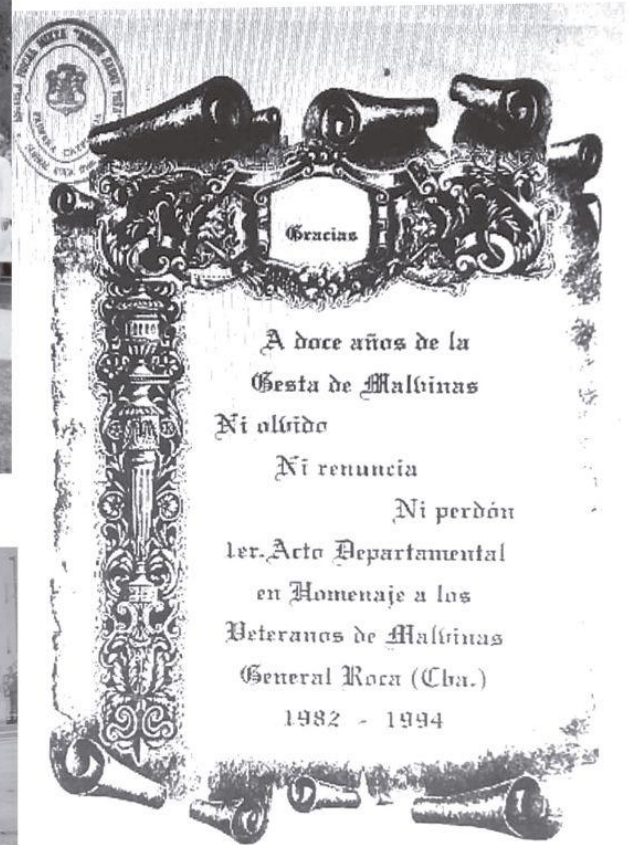 Gracias
A doce años de la
Gesta de Malvinas
Ni olvido
Ni renuncia
Ni perdón
1er. Acto Departamental
en Homenaje a los
Veteranos de Malvinas
General Roca (Cba.)
1982 - 1994